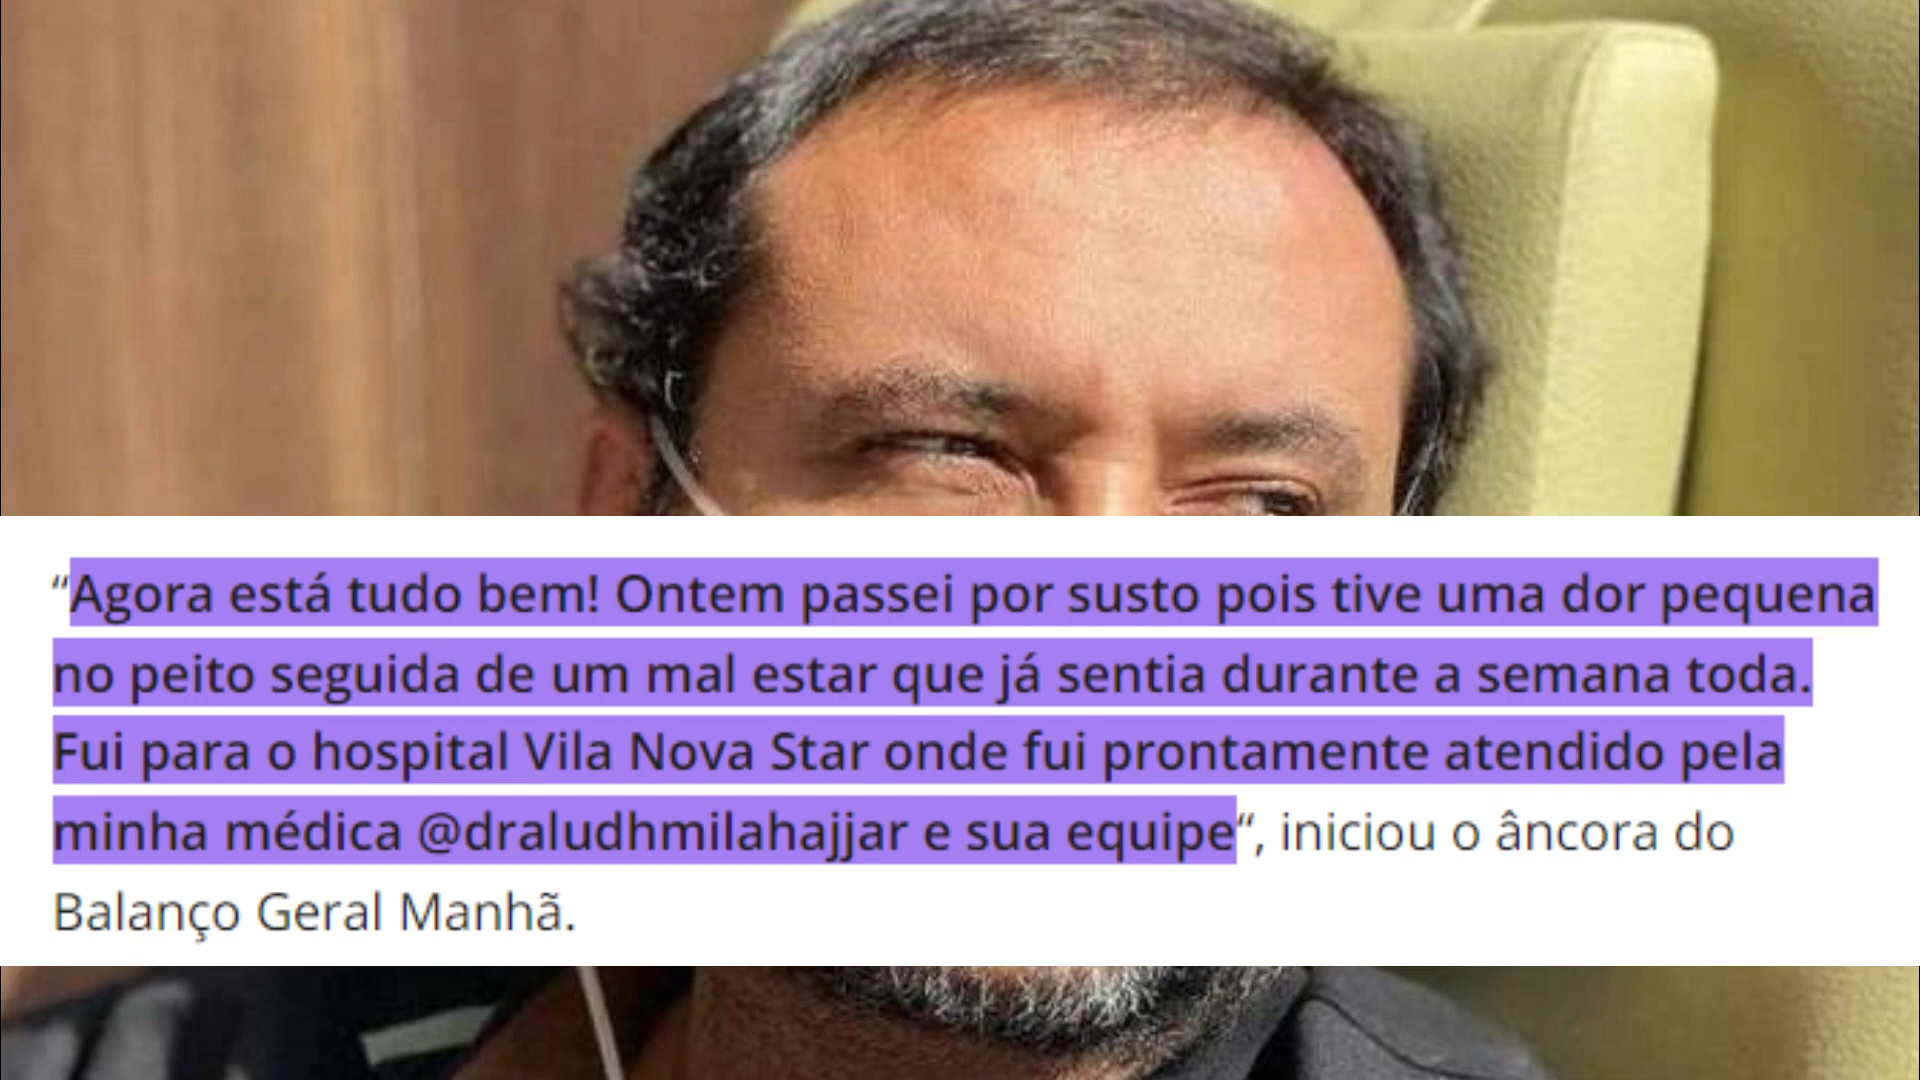 “Agora está tudo bem! Ontem passei por susto pois tive uma dor pequena
no peito seguida de um mal estar que já sentia durante a semana toda.
Fui para o hospital Vila Nova Star onde fui prontamente atendido pela
minha médica @draludhmilahajjar e sua equipe“, iniciou o âncora do
Balanço Geral Manhã.